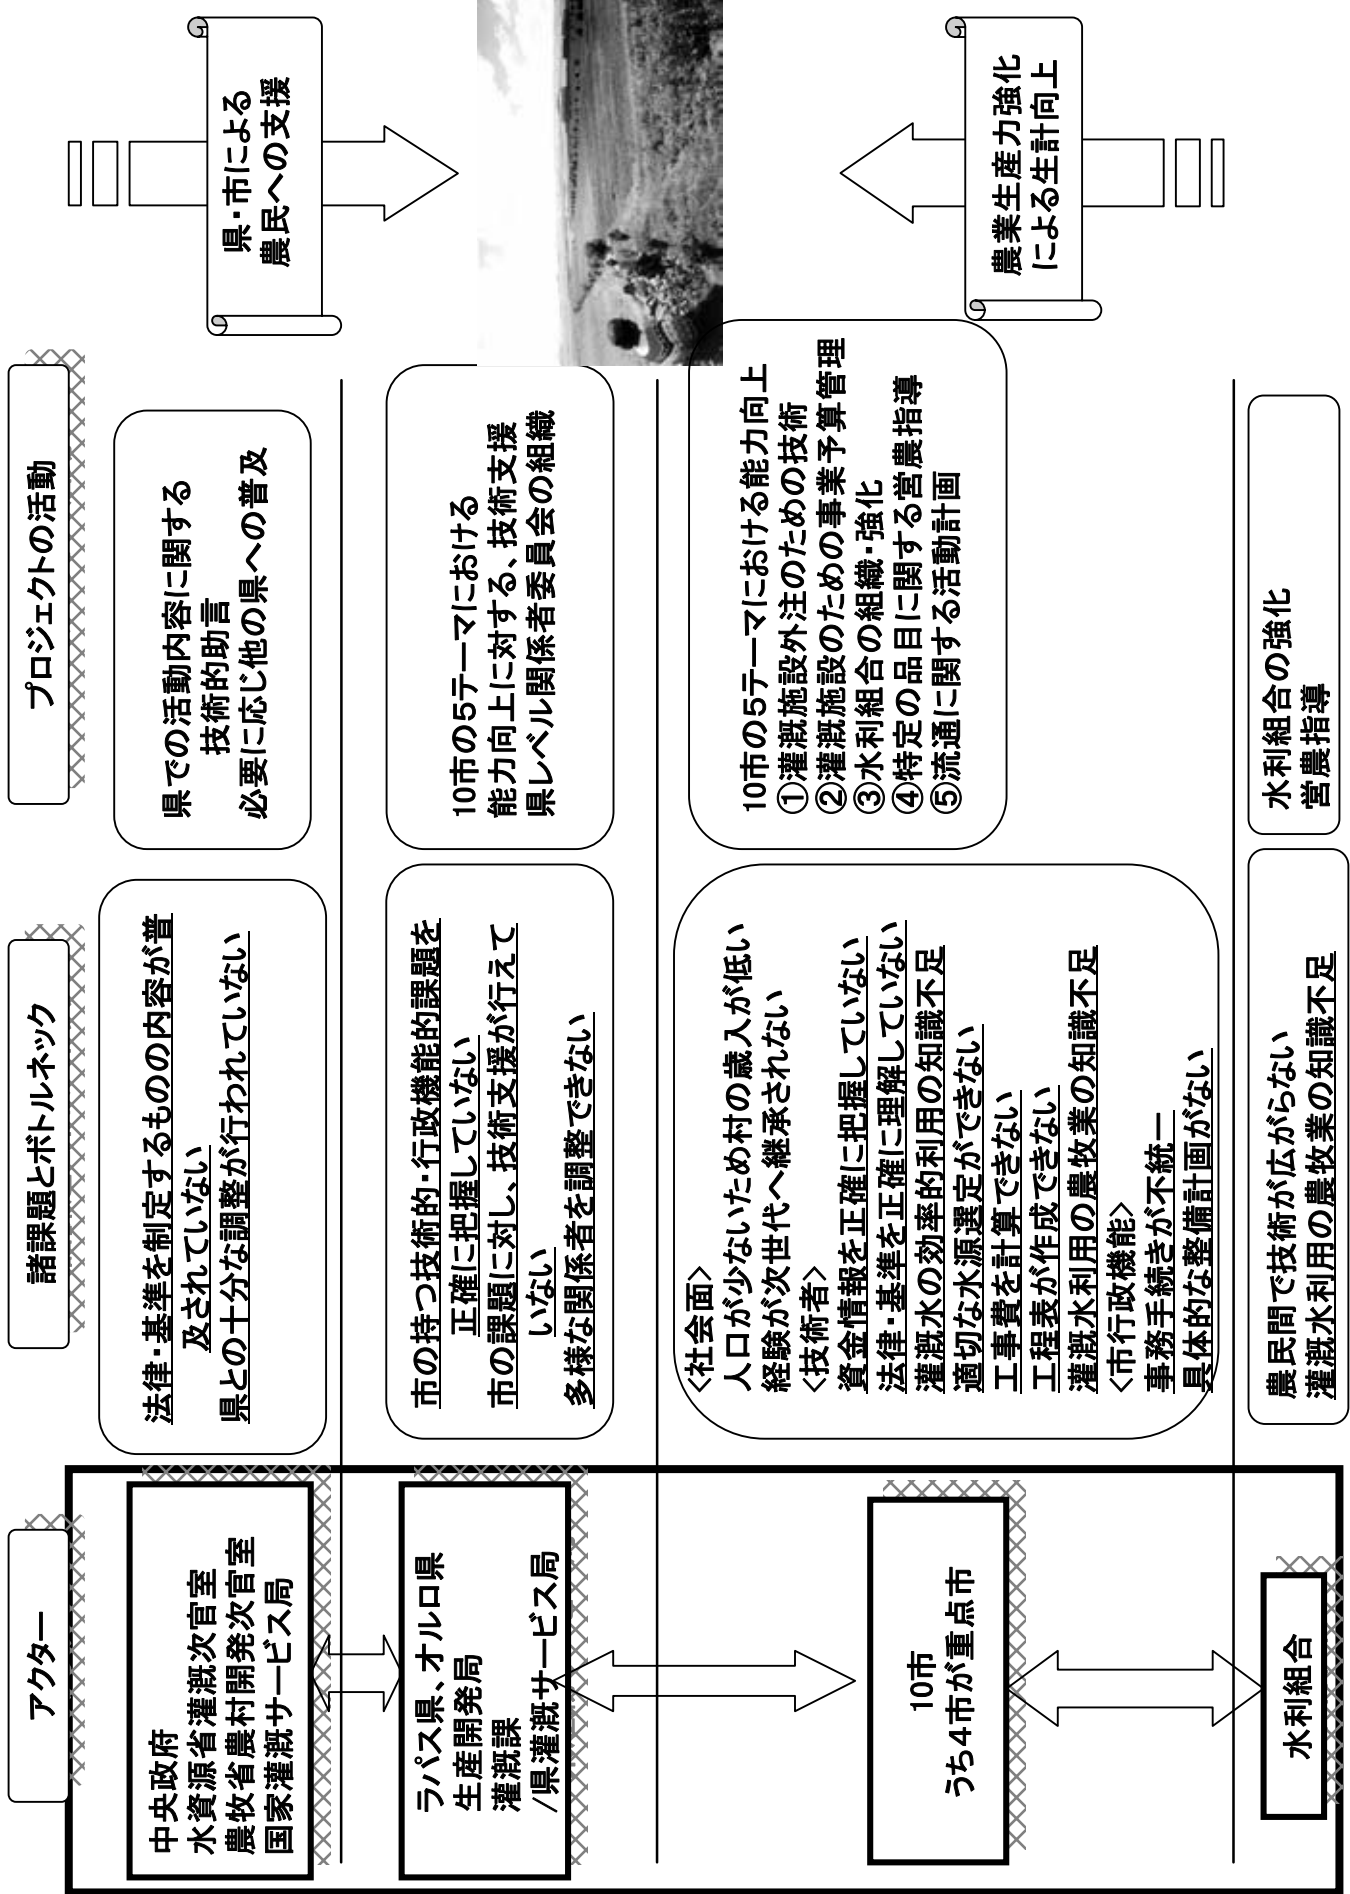 アクター
諸課題とボトルネック
プロジェクトの活動
中央政府
水資源省灌漑次官室
農牧省農村開発次官室
国家灌漑サービス局
法律・基準を制定するものの内容が普
及されていない
県との十分な調整が行われていない
県での活動内容に関する
技術的助言
必要に応じ他の県への普及
県・市による
農民への支援
ラパス県、オルロ県
生産開発局
灌漑課
/県灌漑サービス局
市の持つ技術的・行政機能的課題を
正確に把握していない
市の課題に対し、技術支援が行えて
いない
多様な関係者を調整できない
10市の5テーマにおける
能力向上に対する、技術支援
県レベル関係者委員会の組織
10市
うち4市が重点市
<社会面>
人口が少ないため村の歳入が低い
経験が次世代へ継承されない
<技術者>
資金情報を正確に把握していない
法律・基準を正確に理解していない
灌漑水の効率的利用の知識不足
適切な水源選定ができない
工事費を計算できない
工程表が作成できない
灌漑水利用の農牧業の知識不足
<市行政機能>
事務手続きが不統一
具体的な整備計画がない
10市の5テーマにおける能力向上
①灌漑施設外注のための技術
②灌漑施設のための事業予算管理
③水利組合の組織・強化
④特定の品目に関する営農指導
⑤流通に関する活動計画
農業生産力強化
による生計向上
水利組合
農民間で技術が広がらない
灌漑水利用の農牧業の知識不足
水利組合の強化
営農指導